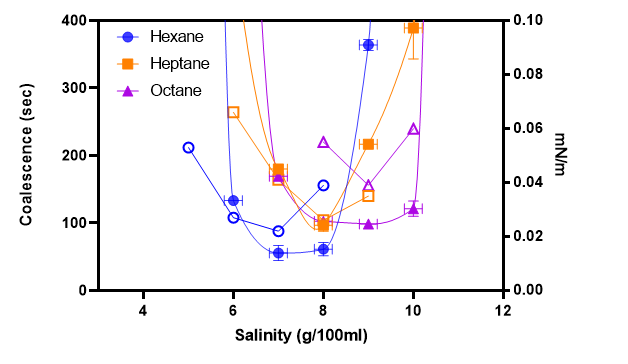 Hexane
Heptane
Octane
Coalescence (sec)
400
300
200
100
0
0.10
0.08
0.06
0.04
0.02
0.00
mN/m
4 6 8 10 12
Salinity (g/100ml)